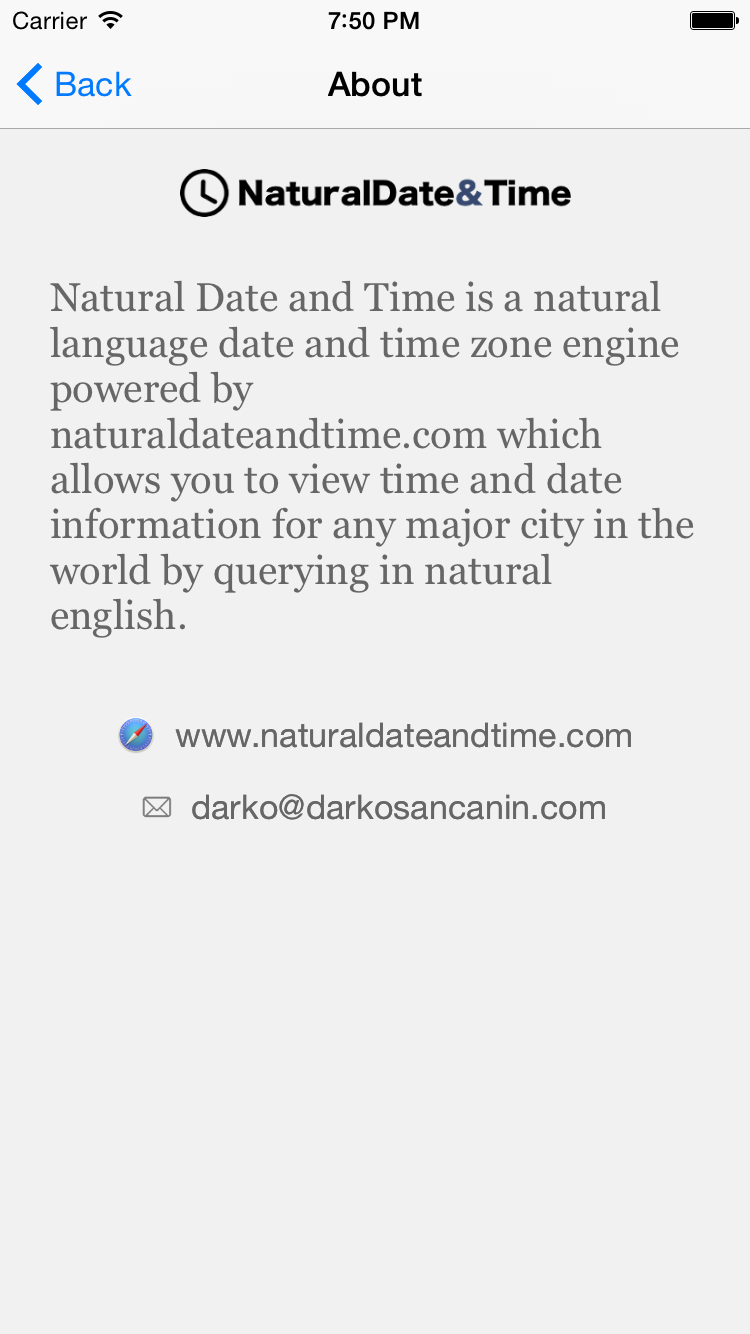 Carrier 7:50 PM
Back About
NaturalDate&Time
Natural Date and Time is a natural
language date and time zone engine
powered by
naturaldateandtime.com which
allows you to view time and date
information for any major city in the
world by querying in natural
english.
www.naturaldateandtime.com
darko@darkosancanin.com